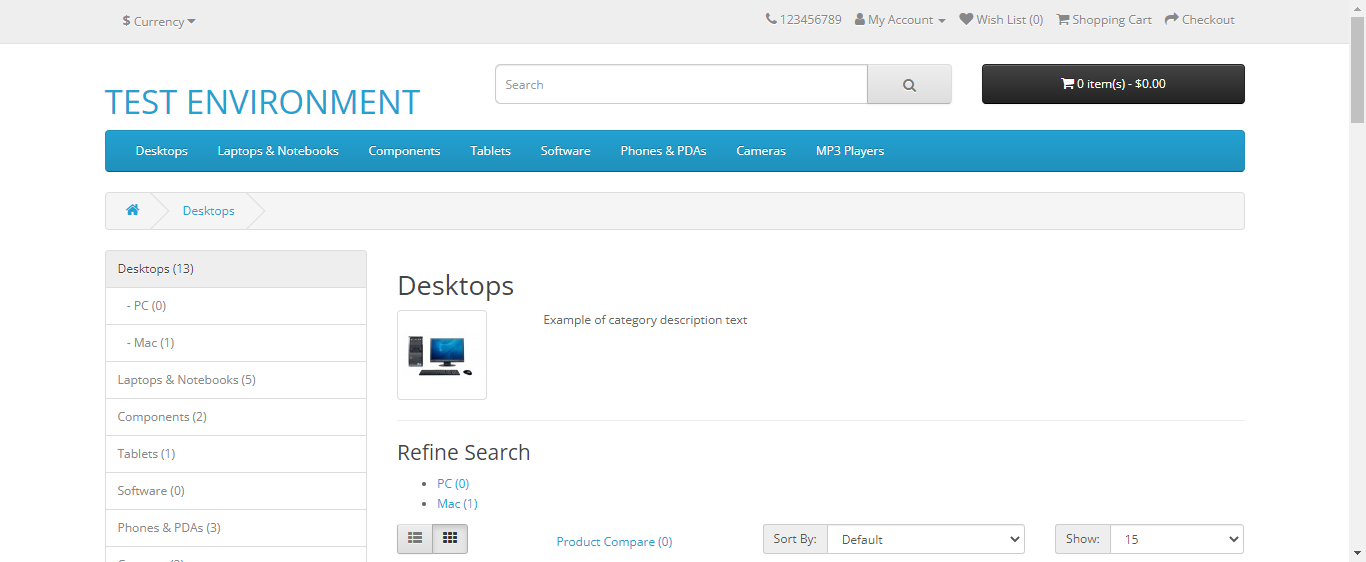 $ Currency
123456789 My Account Wish List (0) Shopping Cart Checkout
TEST ENVIRONMENT
Search
0 item(s) - $0.00
Desktops Laptops & Notebooks Components Tablets Software Phones & PDAs Cameras MP3 Players
Desktops
Desktops (13)
- PC (0)
- Mac (1)
Laptops & Notebooks (5)
Components (2)
Tablets (1)
Software (0)
Phones & PDAs (3)
Desktops
Example of category description text
Refine Search
PC (0)
Mac (1)
Product Compare (0)
Sort By: Default
Show: 15